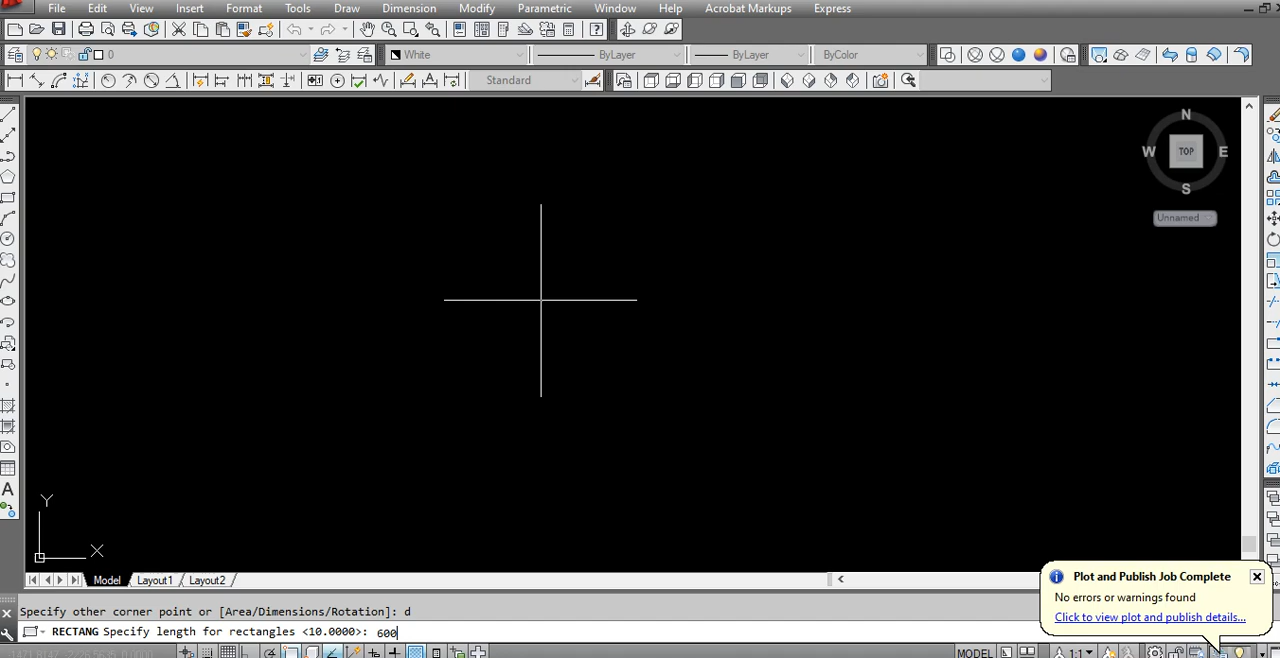 File Edit View Insert Format Tools Draw Dimension Modify Parametric Window Help Acrobat Markups Express
0 White ByLayer ByLayer ByColor
Standard
N
W TOP E
S
Unnamed
Y
X
Model Layout1 Layout2
Plot and Publish Job Complete
No errors or warnings found
Click to view plot and publish details...
Specify other corner point or [Area/Dimensions/Rotation]: d
RECTANG Specify length for rectangles <10.0000>: 600
MODEL 1:1